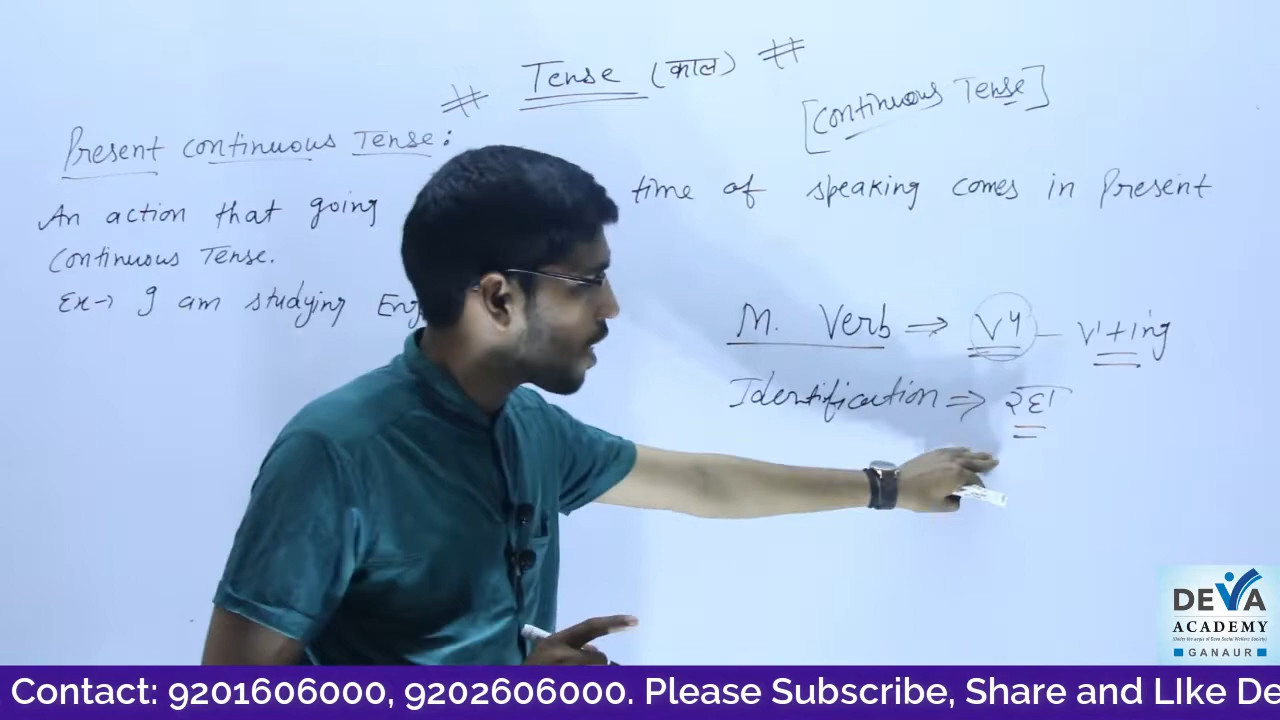 # Tense (काल) #
[Continuous Tense]
Present continuous Tense:
An action that going time of speaking comes in Present
Continuous Tense.
Ex→ I am studying Eng
M. Verb ⇒ V4 – V1+ing
Identification ⇒ रहा
DEVA
ACADEMY
GANAUR
Contact: 9201606000, 9202606000. Please Subscribe, Share and LIke De